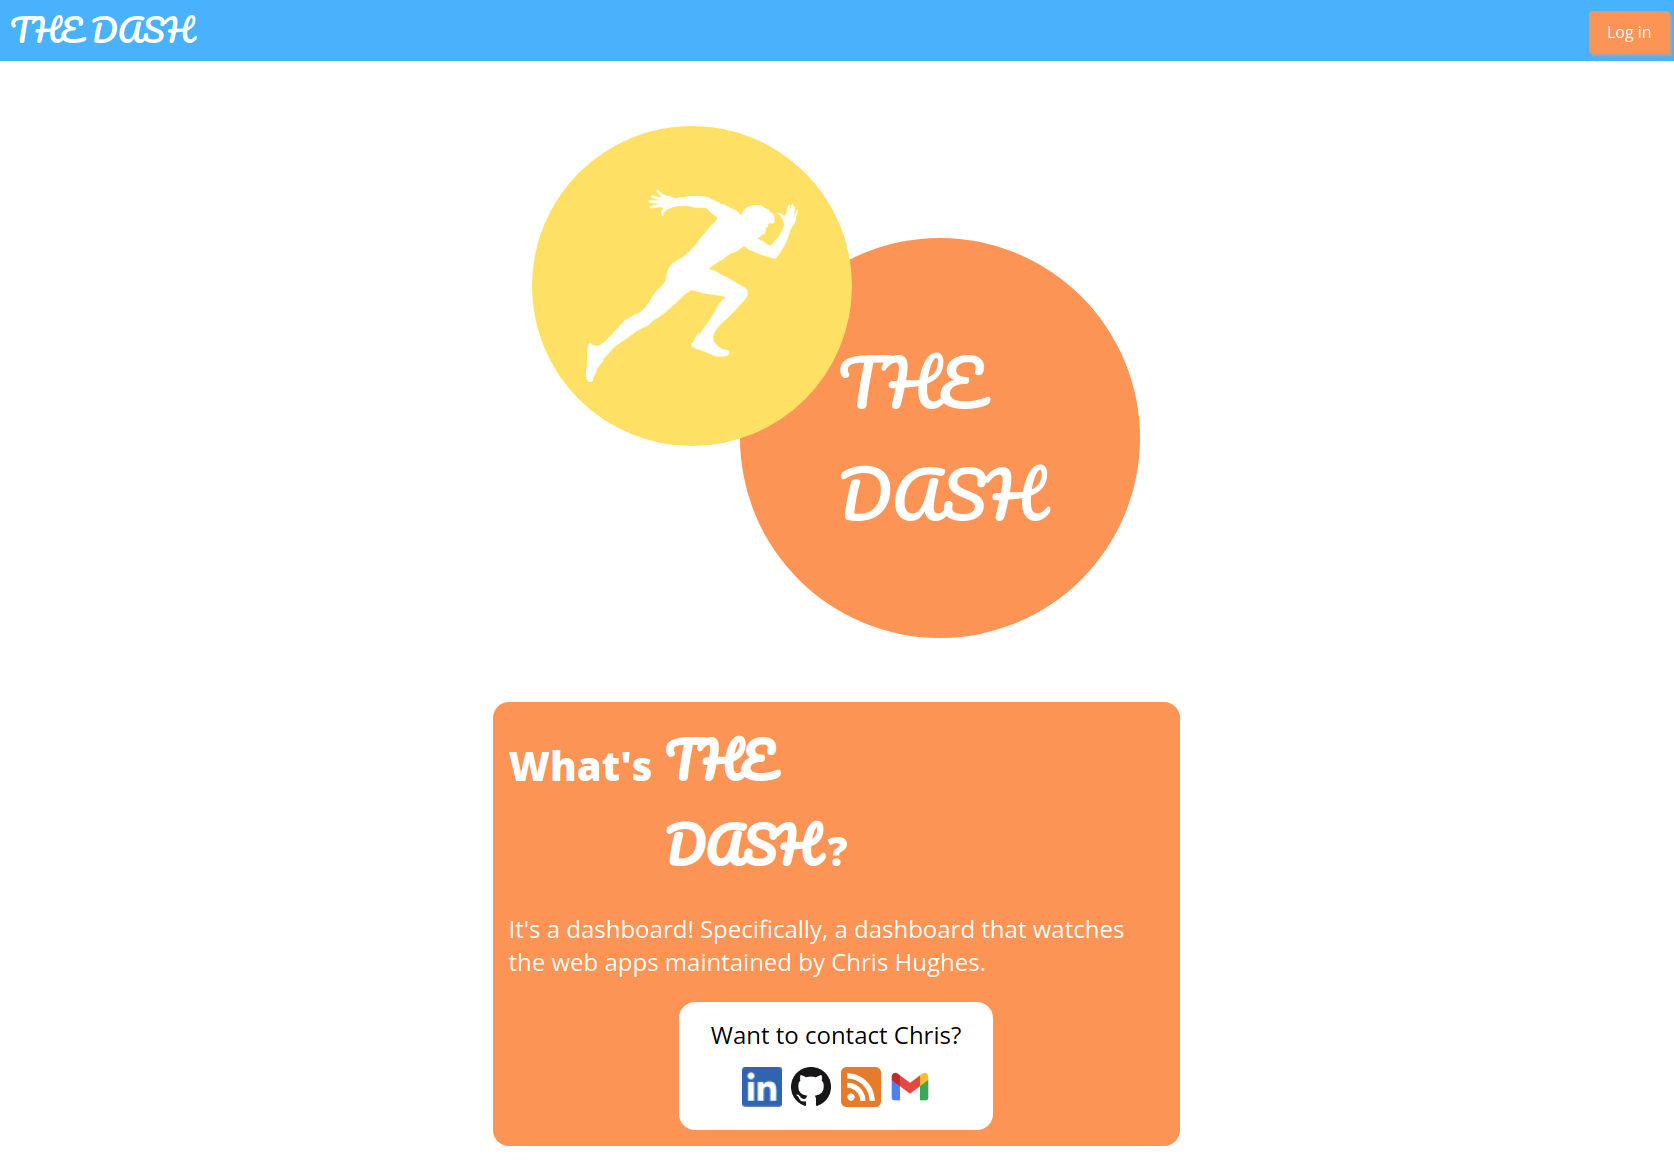 THE DASH
Log in
THE
DASH
What's THE
DASH?
It's a dashboard! Specifically, a dashboard that watches
the web apps maintained by Chris Hughes.
Want to contact Chris?
in